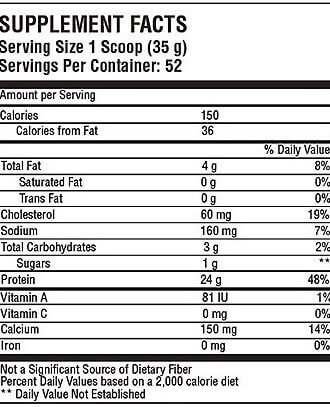 SUPPLEMENT FACTS
Serving Size 1 Scoop (35 g)
Servings Per Container: 52
Amount per Serving
Calories 150
Calories from Fat 36
% Daily Value
Total Fat 4 g 8%
Saturated Fat 0 g 0%
Trans Fat 0 g 0%
Cholesterol 60 mg 19%
Sodium 160 mg 7%
Total Carbohydrates 3 g 2%
Sugars 1 g **
Protein 24 g 48%
Vitamin A 81 IU 1%
Vitamin C 0 mg 0%
Calcium 150 mg 14%
Iron 0 mg 0%
Not a Significant Source of Dietary Fiber
Percent Daily Values based on a 2,000 calorie diet
** Daily Value Not Established